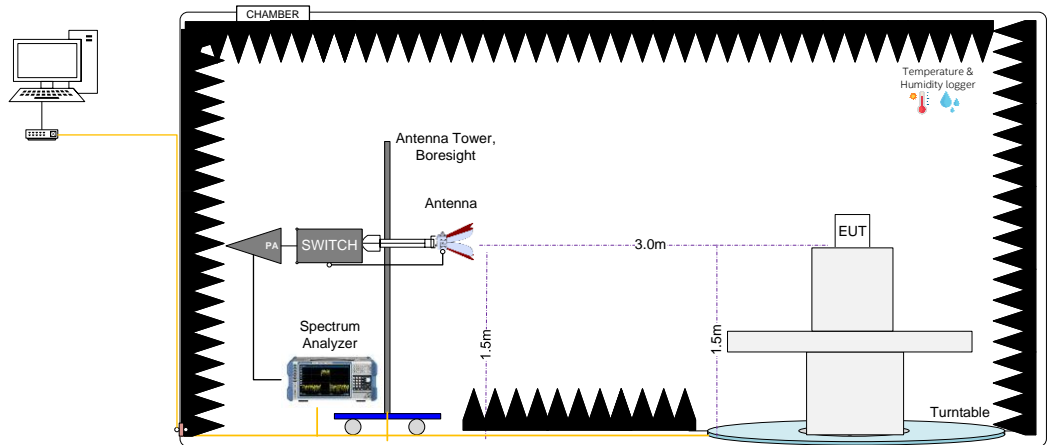 CHAMBER
Temperature &
Humidity logger
Antenna Tower,
Boresight
Antenna
PA
SWITCH
EUT
3.0m
1.5m
1.5m
Spectrum
Analyzer
Turntable